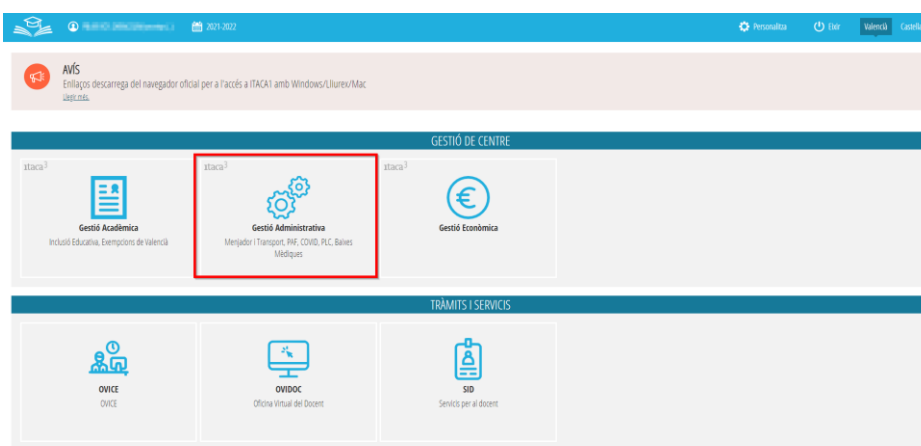 2021-2022
Personalitza
Eixir
Valencià
AVÍS
Enllaços descarrega del navegador oficial per a l'accés a ITACA1 amb Windows/Lliurex/Mac
Llegir més.
GESTIÓ DE CENTRE
itaca3
Gestió Acadèmica
Inclusió Educativa, Exempcions de Valencià
itaca3
Gestió Administrativa
Menjador i Transport, PAF, COVID, PLC, Baixes
Mèdiques
itaca3
Gestió Econòmica
TRÀMITS I SERVICIS
OVICE
OVICE
OVIDOC
Oficina Virtual del Docent
SID
Servicis per al docent